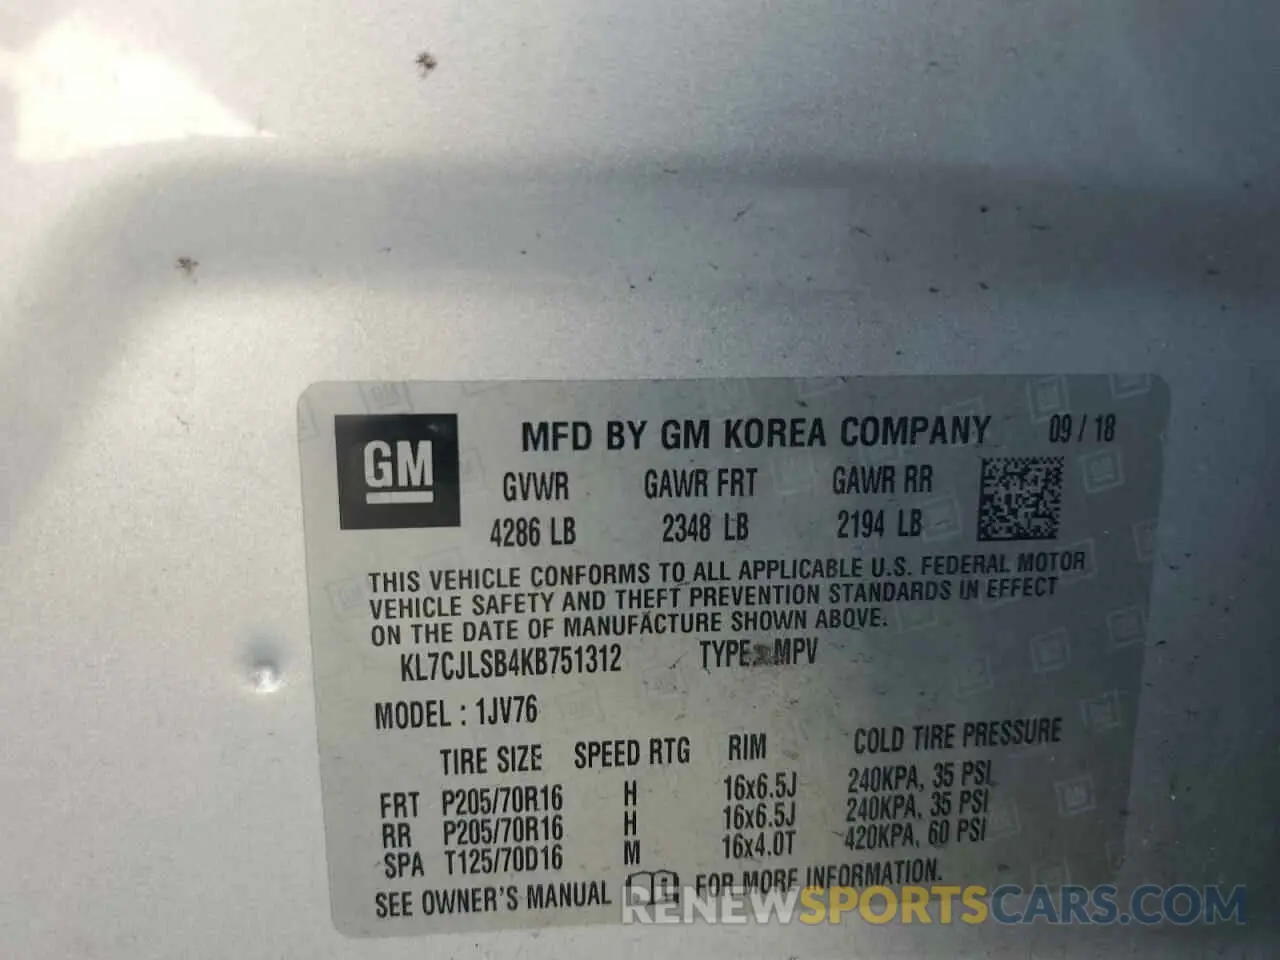 GM
MFD BY GM KOREA COMPANY 09 / 18
GVWR GAWR FRT GAWR RR
4286 LB 2348 LB 2194 LB
THIS VEHICLE CONFORMS TO ALL APPLICABLE U.S. FEDERAL MOTOR
VEHICLE SAFETY AND THEFT PREVENTION STANDARDS IN EFFECT
ON THE DATE OF MANUFACTURE SHOWN ABOVE.
KL7CJLSB4KB751312 TYPE: MPV
MODEL : 1JV76
TIRE SIZE SPEED RTG RIM COLD TIRE PRESSURE
FRT P205/70R16 H 16x6.5J 240KPA, 35 PSI
RR P205/70R16 H 16x6.5J 240KPA, 35 PSI
SPA T125/70D16 M 16x4.0T 420KPA, 60 PSI
SEE OWNER'S MANUAL FOR MORE INFORMATION.
RENEWSPORTSCARS.COM